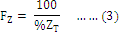 F_Z = 100 / %Z_T ... ... (3)